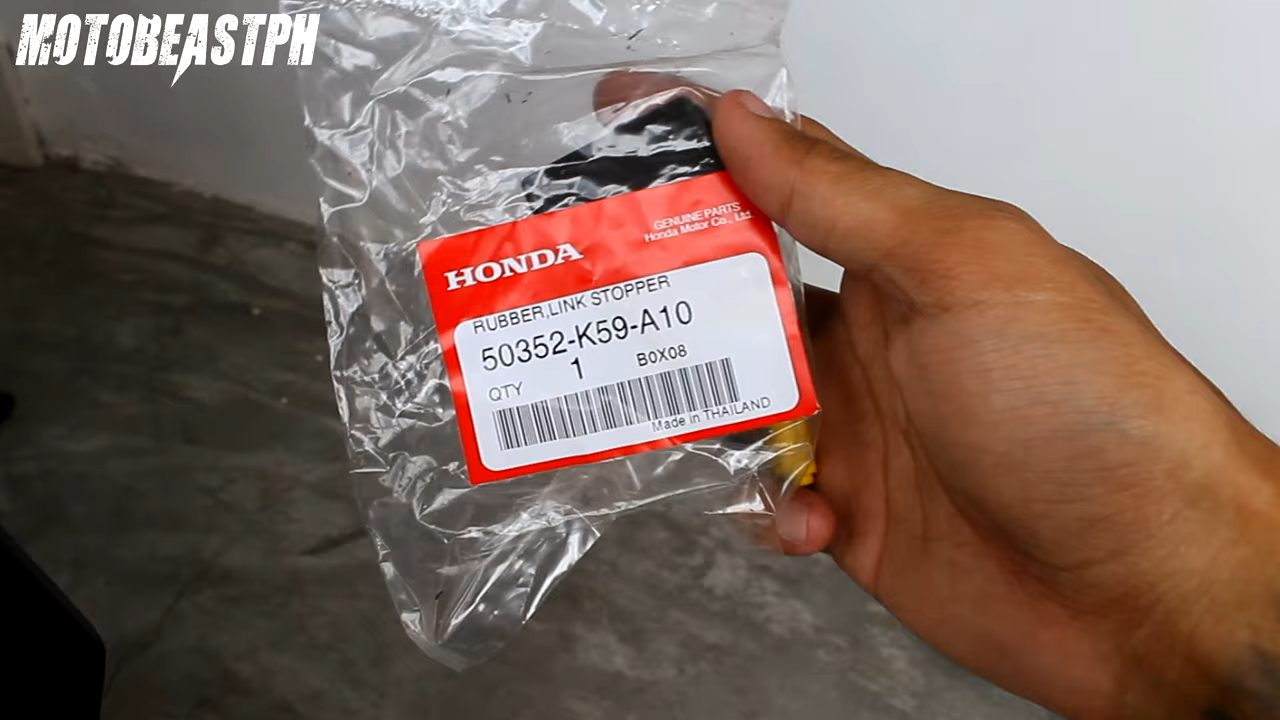 MOTOBEASTPH
HONDA
GENUINE PARTS
Honda Motor Co., Ltd.
RUBBER,LINK STOPPER
50352-K59-A10
QTY 1 B0X08
Made in THAILAND